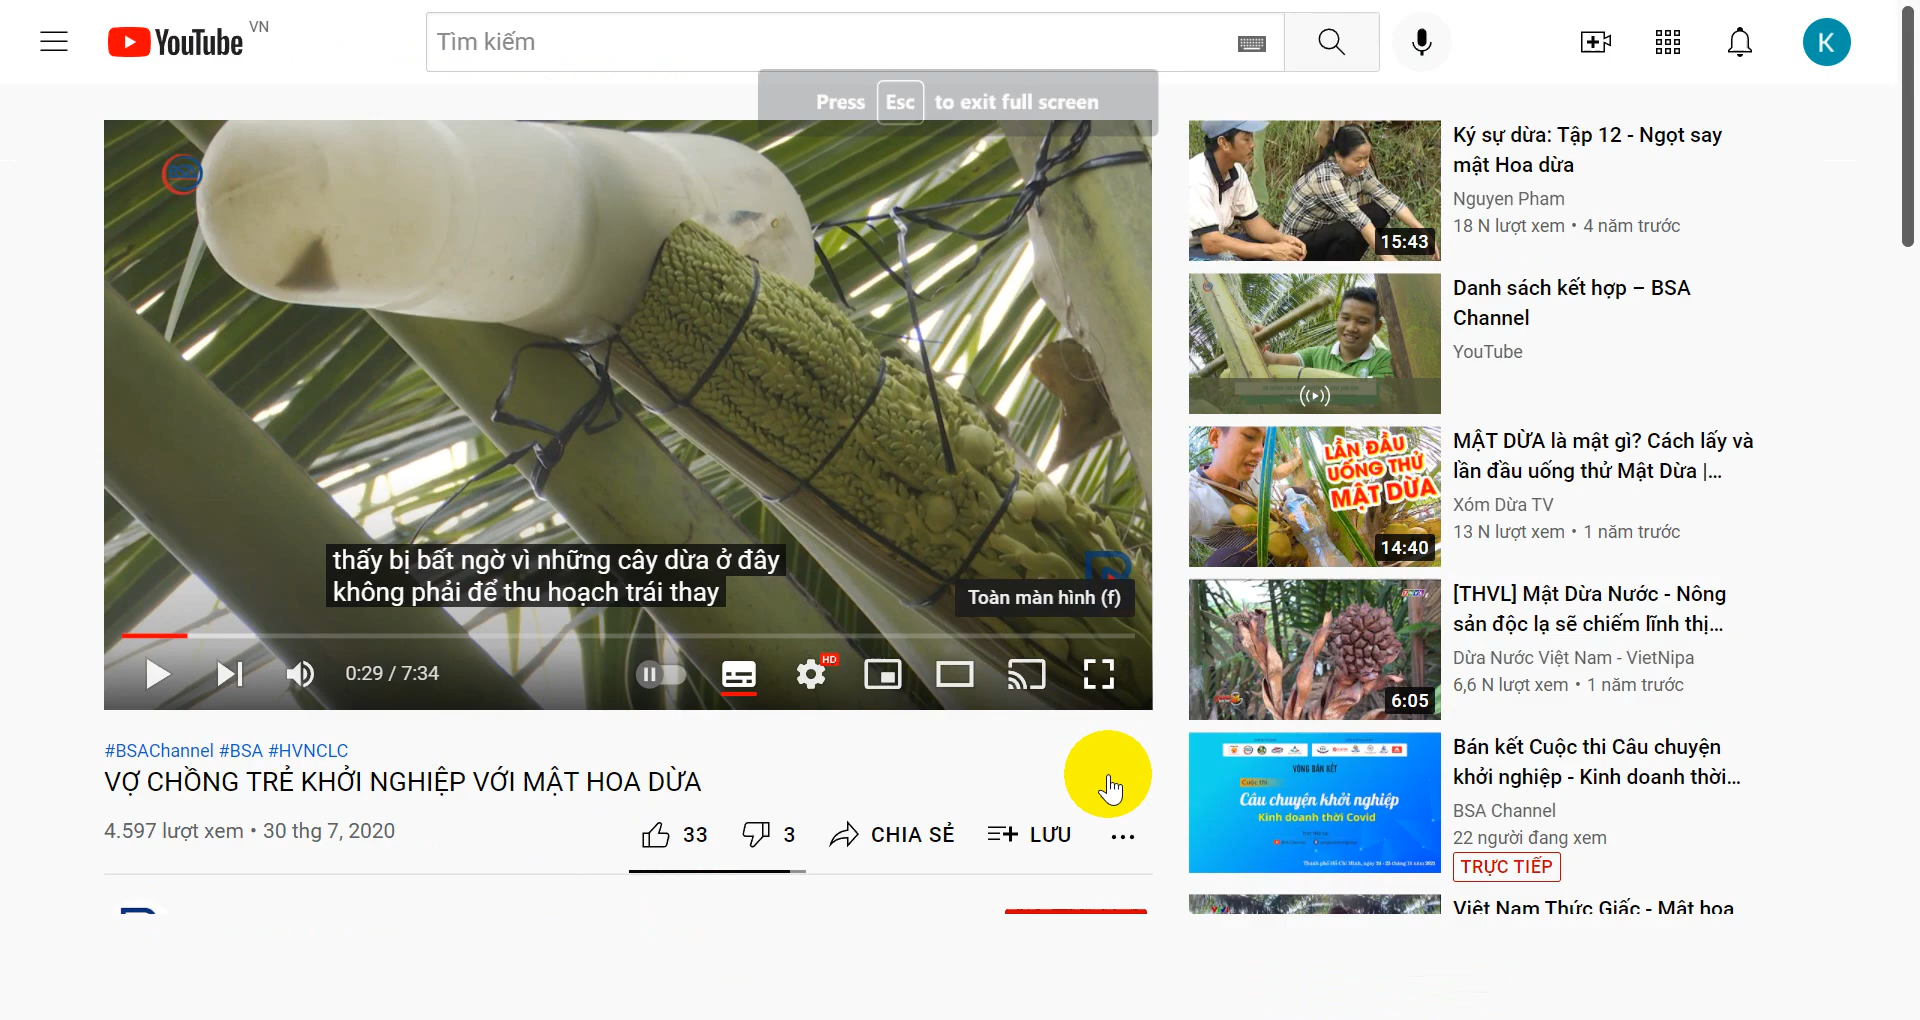 YouTube VN
Tìm kiếm
K
Press Esc to exit full screen
thấy bị bất ngờ vì những cây dừa ở đây
không phải để thu hoạch trái thay
Toàn màn hình (f)
0:29 / 7:34
HD
#BSAChannel #BSA #HVNCLC
VỢ CHỒNG TRẺ KHỞI NGHIỆP VỚI MẬT HOA DỪA
4.597 lượt xem • 30 thg 7, 2020
33
3
CHIA SẺ
LƯU
15:43
Ký sự dừa: Tập 12 - Ngọt say
mật Hoa dừa
Nguyen Pham
18 N lượt xem • 4 năm trước
Danh sách kết hợp – BSA
Channel
YouTube
LẦN ĐẦU
UỐNG THỬ
MẬT DỪA
14:40
MẬT DỪA là mật gì? Cách lấy và
lần đầu uống thử Mật Dừa |...
Xóm Dừa TV
13 N lượt xem • 1 năm trước
THVL
6:05
[THVL] Mật Dừa Nước - Nông
sản độc lạ sẽ chiếm lĩnh thị...
Dừa Nước Việt Nam - VietNipa
6,6 N lượt xem • 1 năm trước
VÒNG BÁN KẾT
Cuộc thi
Câu chuyện khởi nghiệp
Kinh doanh thời Covid
Bán kết Cuộc thi Câu chuyện
khởi nghiệp - Kinh doanh thời...
BSA Channel
22 người đang xem
TRỰC TIẾP
Việt Nam Thức Giấc - Mật hoa